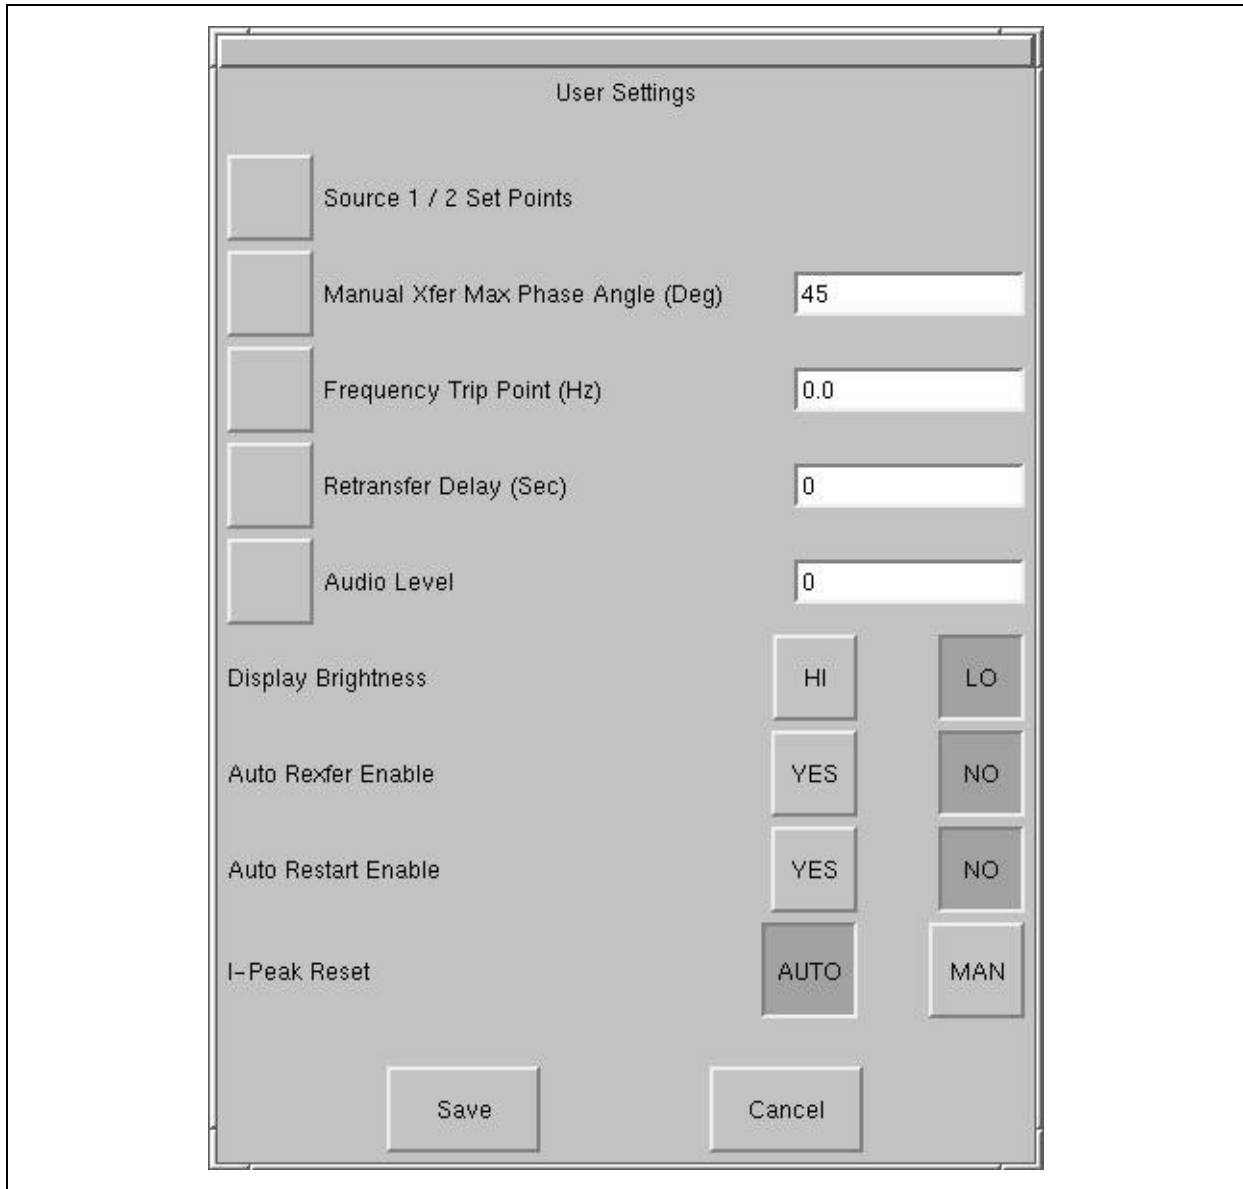 User Settings
Source 1 / 2 Set Points
Manual Xfer Max Phase Angle (Deg) 45
Frequency Trip Point (Hz) 0.0
Retransfer Delay (Sec) 0
Audio Level 0
Display Brightness HI LO
Auto Rexfer Enable YES NO
Auto Restart Enable YES NO
I-Peak Reset AUTO MAN
Save Cancel